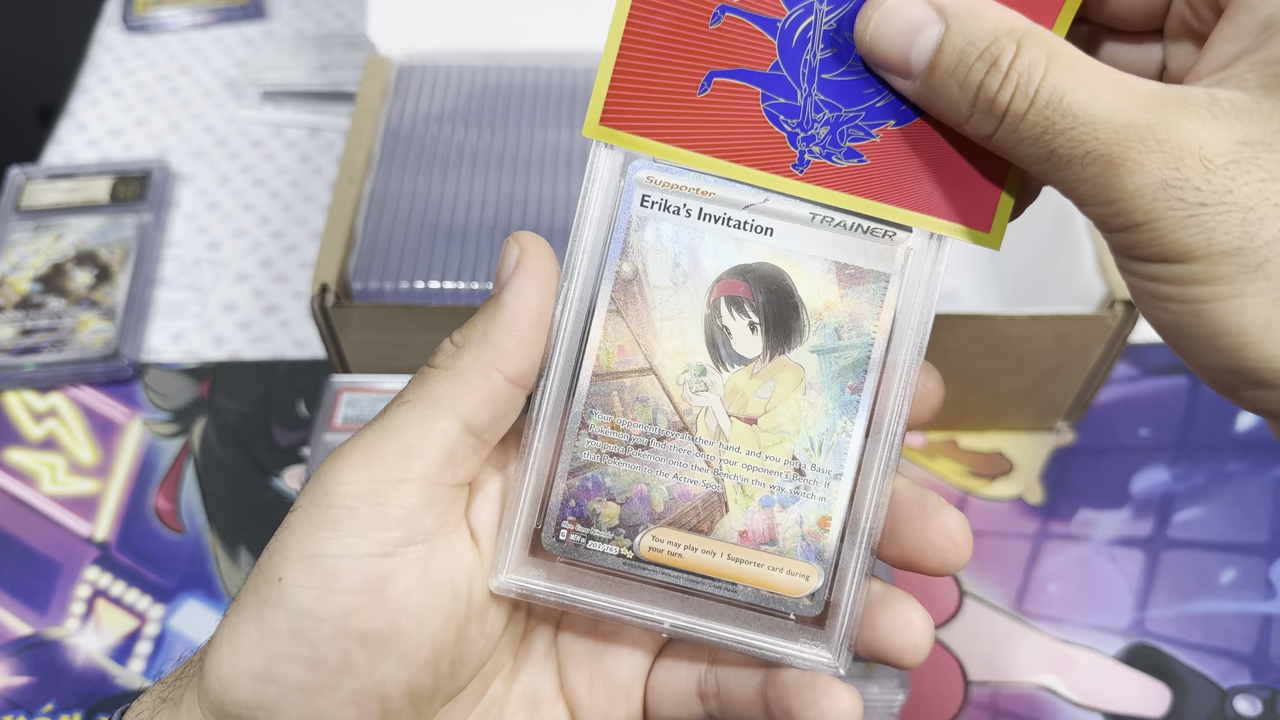 Supporter
TRAINER
Erika's Invitation
Your opponent reveals their hand, and you put a Basic
Pokémon you find there onto your opponent's Bench. If
you put a Pokémon onto their Bench in this way, switch in
that Pokémon to the Active Spot.
G MEW EN 203/165
You may play only 1 Supporter card during
your turn.